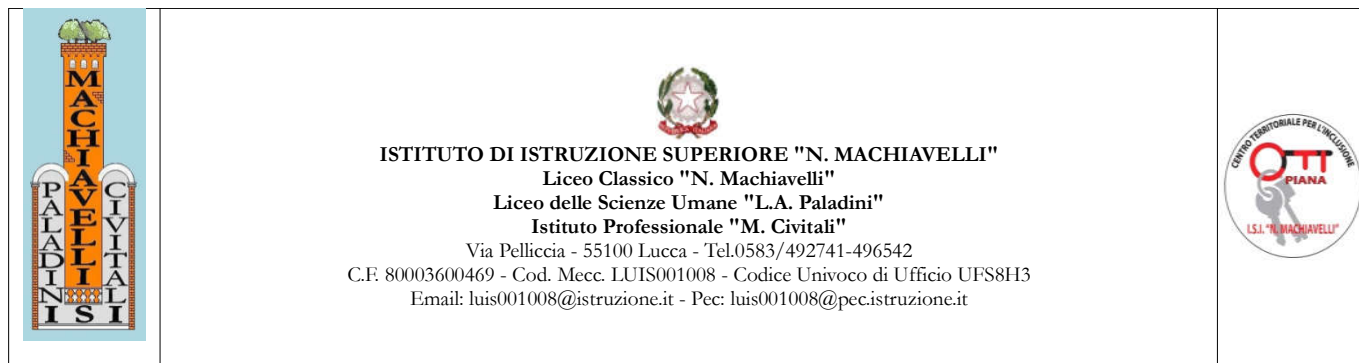 MACHIAVELLI
PALADINI
CIVITALI
ISI
ISTITUTO DI ISTRUZIONE SUPERIORE "N. MACHIAVELLI"
Liceo Classico "N. Machiavelli"
Liceo delle Scienze Umane "L.A. Paladini"
Istituto Professionale "M. Civitali"
Via Pelliccia - 55100 Lucca - Tel.0583/492741-496542
C.F. 80003600469 - Cod. Mecc. LUIS001008 - Codice Univoco di Ufficio UFS8H3
Email: luis001008@istruzione.it - Pec: luis001008@pec.istruzione.it
CENTRO TERRITORIALE PER L'INCLUSIONE
PIANA
I.S.I. "N. MACHIAVELLI"